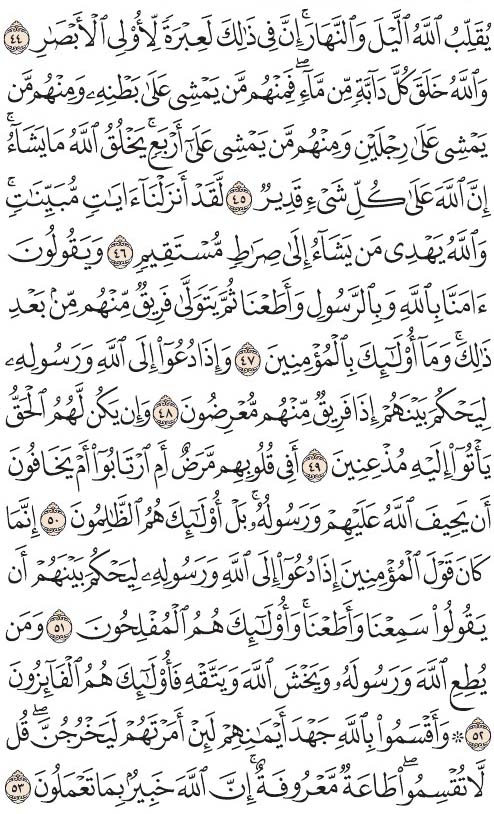 يُقَلِّبُ ٱللَّهُ ٱلَّيْلَ وَٱلنَّهَارَۚ إِنَّ فِى ذَٰلِكَ لَعِبْرَةً لِّأُو۟لِى ٱلْأَبْصَٰرِ ٤٤
وَٱللَّهُ خَلَقَ كُلَّ دَآبَّةٍ مِّن مَّآءٍۖ فَمِنْهُم مَّن يَمْشِى عَلَىٰ بَطْنِهِۦ وَمِنْهُم مَّن
يَمْشِى عَلَىٰ رِجْلَيْنِ وَمِنْهُم مَّن يَمْشِى عَلَىٰٓ أَرْبَعٍۚ يَخْلُقُ ٱللَّهُ مَا يَشَآءُۚ
إِنَّ ٱللَّهَ عَلَىٰ كُلِّ شَىْءٍ قَدِيرٌ ٤٥ لَّقَدْ أَنزَلْنَآ ءَايَٰتٍ مُّبَيِّنَٰتٍۚ
وَٱللَّهُ يَهْدِى مَن يَشَآءُ إِلَىٰ صِرَٰطٍ مُّسْتَقِيمٍ ٤٦ وَيَقُولُونَ
ءَامَنَّا بِٱللَّهِ وَبِٱلرَّسُولِ وَأَطَعْنَا ثُمَّ يَتَوَلَّىٰ فَرِيقٌ مِّنْهُم مِّنۢ بَعْدِ
ذَٰلِكَۚ وَمَآ أُو۟لَٰٓئِكَ بِٱلْمُؤْمِنِينَ ٤٧ وَإِذَا دُعُوٓا۟ إِلَى ٱللَّهِ وَرَسُولِهِۦ
لِيَحْكُمَ بَيْنَهُمْ إِذَا فَرِيقٌ مِّنْهُم مُّعْرِضُونَ ٤٨ وَإِن يَكُن لَّهُمُ ٱلْحَقُّ
يَأْتُوٓا۟ إِلَيْهِ مُذْعِنِينَ ٤٩ أَفِى قُلُوبِهِم مَّرَضٌ أَمِ ٱرْتَابُوٓا۟ أَمْ يَخَافُونَ
أَن يَحِيفَ ٱللَّهُ عَلَيْهِمْ وَرَسُولُهُۥۚ بَلْ أُو۟لَٰٓئِكَ هُمُ ٱلظَّٰلِمُونَ ٥٠ إِنَّمَا
كَانَ قَوْلَ ٱلْمُؤْمِنِينَ إِذَا دُعُوٓا۟ إِلَى ٱللَّهِ وَرَسُولِهِۦ لِيَحْكُمَ بَيْنَهُمْ أَن
يَقُولُوا۟ سَمِعْنَا وَأَطَعْنَاۚ وَأُو۟لَٰٓئِكَ هُمُ ٱلْمُفْلِحُونَ ٥١ وَمَن
يُطِعِ ٱللَّهَ وَرَسُولَهُۥ وَيَخْشَ ٱللَّهَ وَيَتَّقْهِ فَأُو۟لَٰٓئِكَ هُمُ ٱلْفَآئِزُونَ
٥٢ ۞ وَأَقْسَمُوا۟ بِٱللَّهِ جَهْدَ أَيْمَٰنِهِمْ لَئِنْ أَمَرْتَهُمْ لَيَخْرُجُنَّۖ قُل
لَّا تُقْسِمُوا۟ۖ طَاعَةٌ مَّعْرُوفَةٌۚ إِنَّ ٱللَّهَ خَبِيرٌۢ بِمَا تَعْمَلُونَ ٥٣